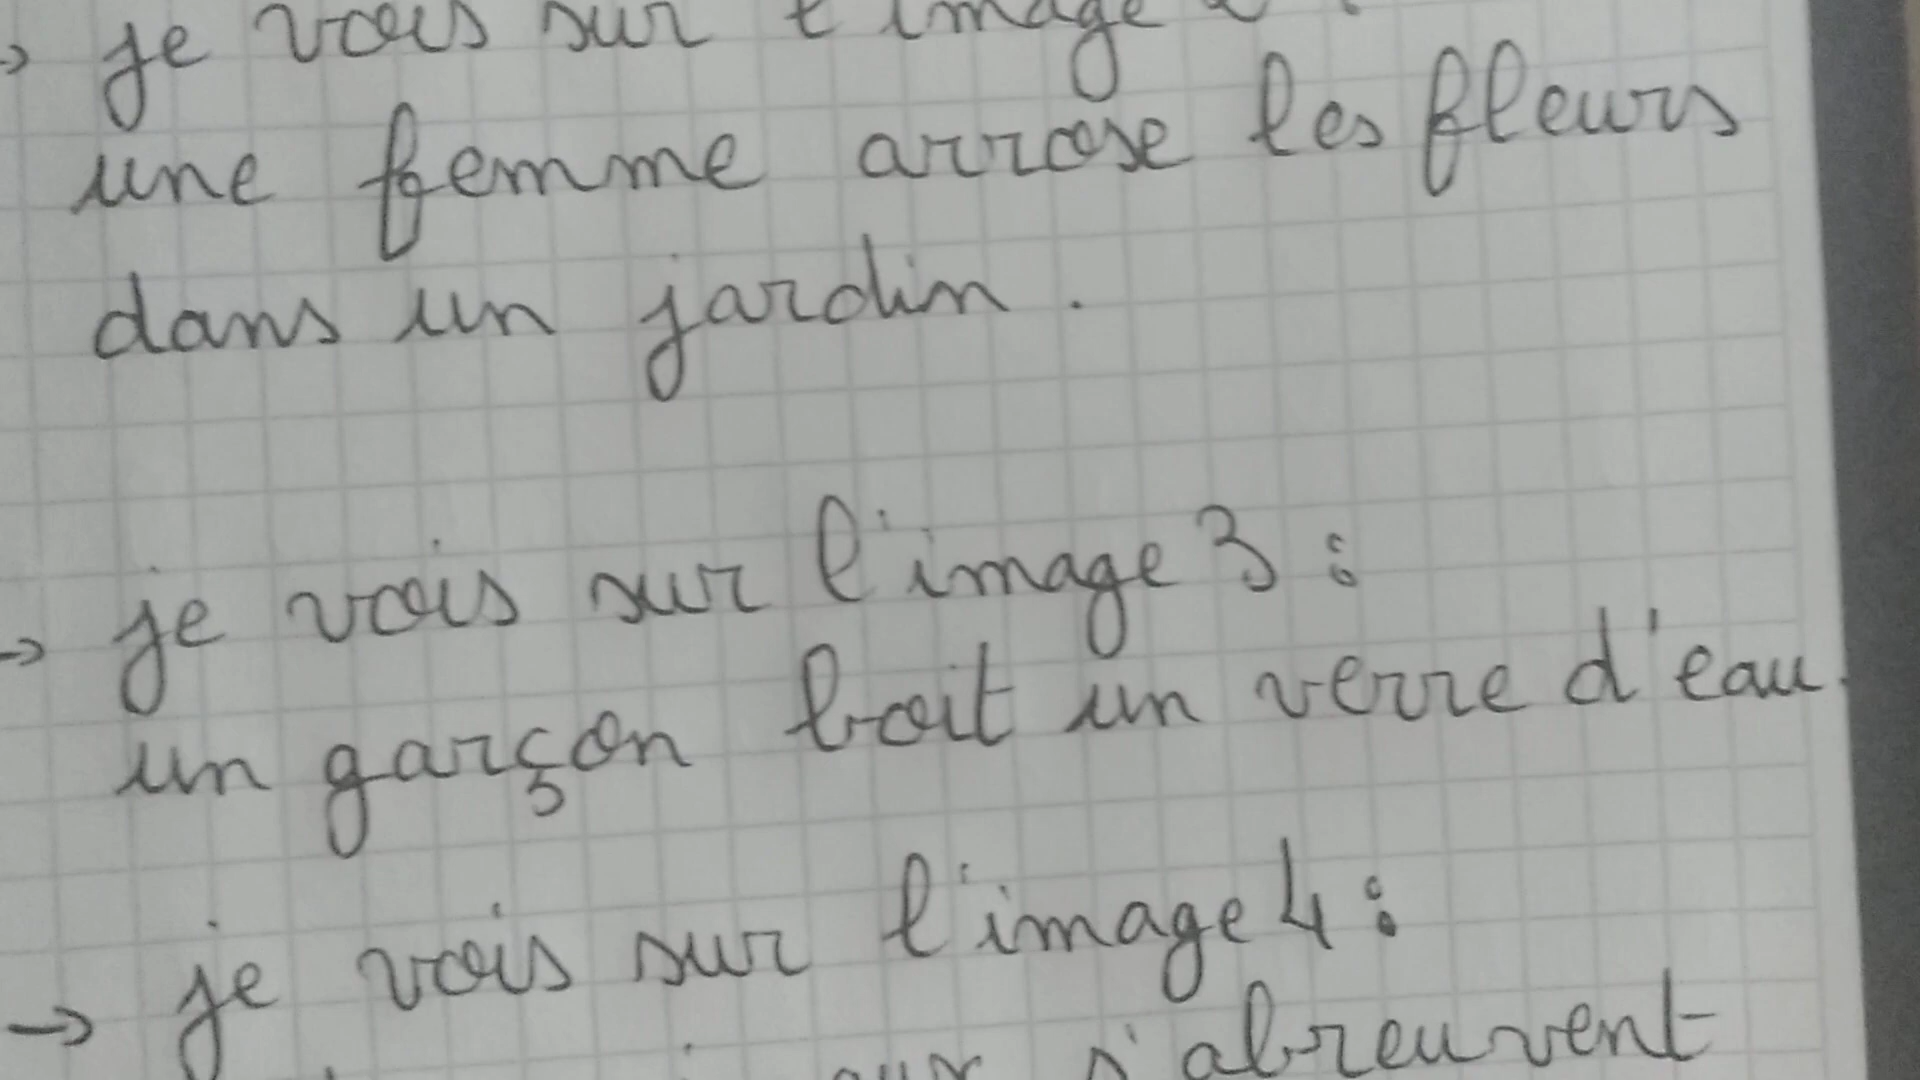 → je vois sur l'image
une femme arrose les fleurs
dans un jardin.
→ je vois sur l'image 3 :
un garçon boit un verre d'eau.
→ je vois sur l'image 4 :
s'abreuvent